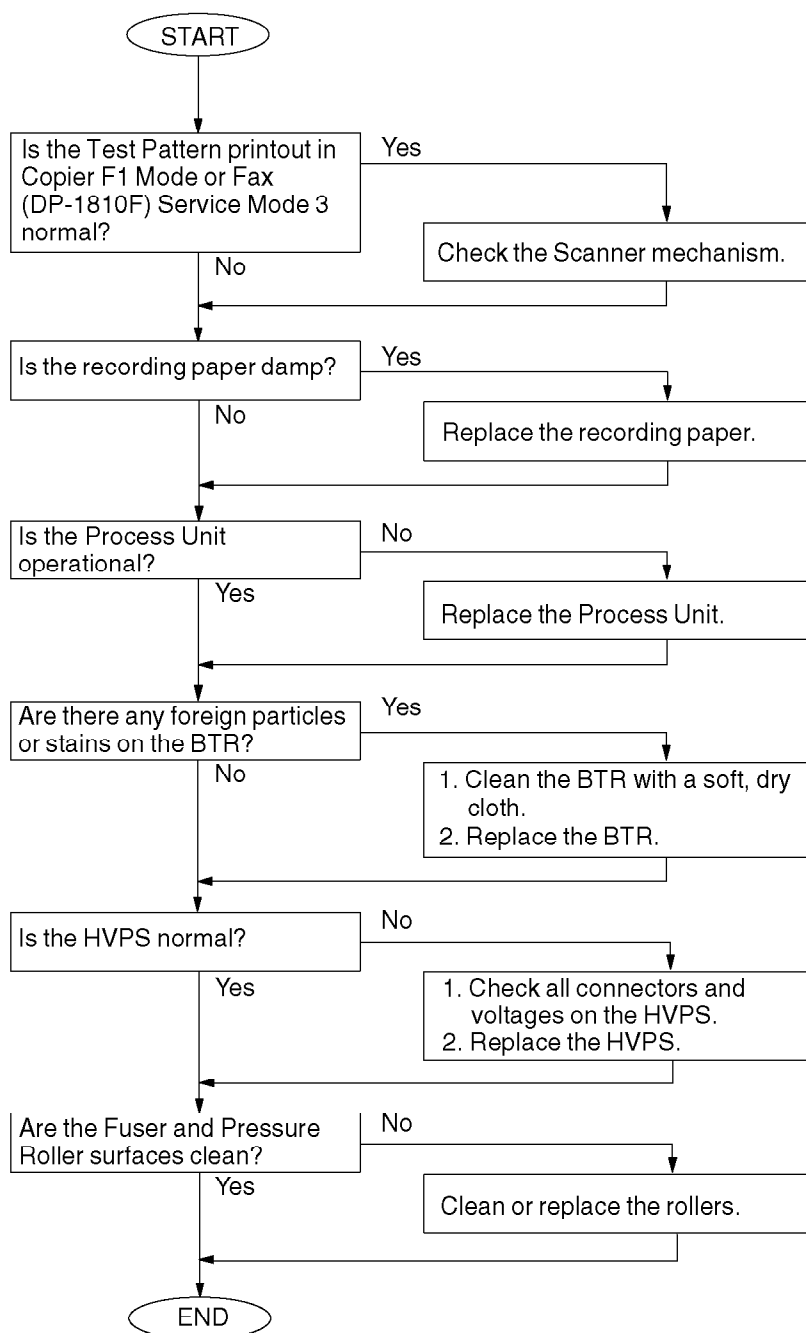 START
Is the Test Pattern printout in
Copier F1 Mode or Fax
(DP-1810F) Service Mode 3
normal?
Yes
No
Check the Scanner mechanism.
Is the recording paper damp?
Yes
No
Replace the recording paper.
Is the Process Unit
operational?
No
Yes
Replace the Process Unit.
Are there any foreign particles
or stains on the BTR?
Yes
No
1. Clean the BTR with a soft, dry
cloth.
2. Replace the BTR.
Is the HVPS normal?
No
Yes
1. Check all connectors and
voltages on the HVPS.
2. Replace the HVPS.
Are the Fuser and Pressure
Roller surfaces clean?
No
Yes
Clean or replace the rollers.
END